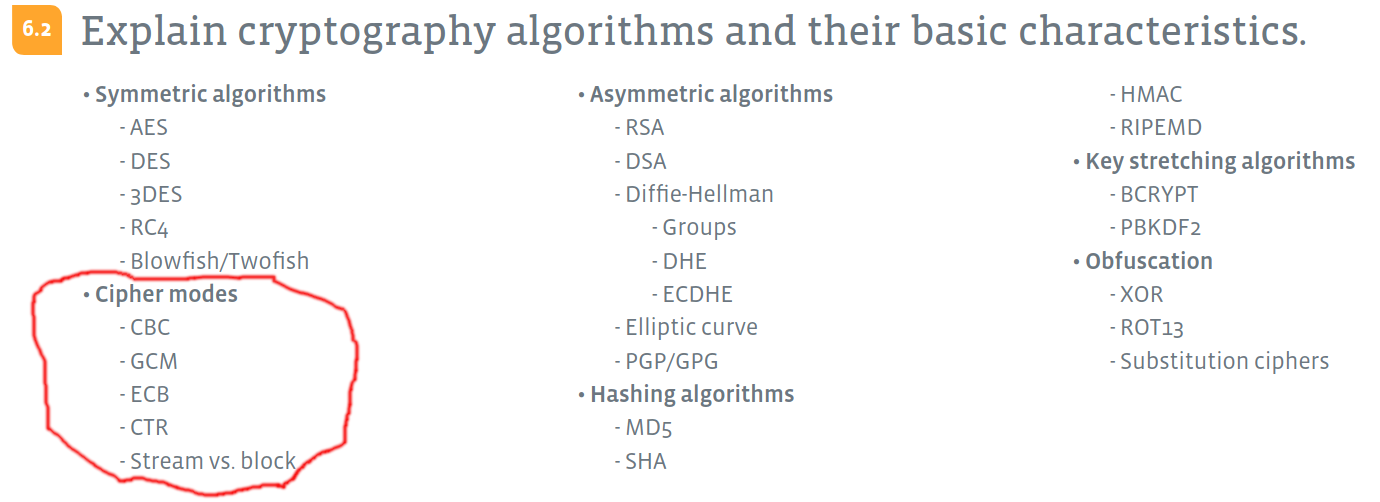 6.2 Explain cryptography algorithms and their basic characteristics.
• Symmetric algorithms
- AES
- DES
- 3DES
- RC4
- Blowfish/Twofish
• Cipher modes
- CBC
- GCM
- ECB
- CTR
- Stream vs. block
• Asymmetric algorithms
- RSA
- DSA
- Diffie-Hellman
- Groups
- DHE
- ECDHE
- Elliptic curve
- PGP/GPG
• Hashing algorithms
- MD5
- SHA
- HMAC
- RIPEMD
• Key stretching algorithms
- BCRYPT
- PBKDF2
• Obfuscation
- XOR
- ROT13
- Substitution ciphers